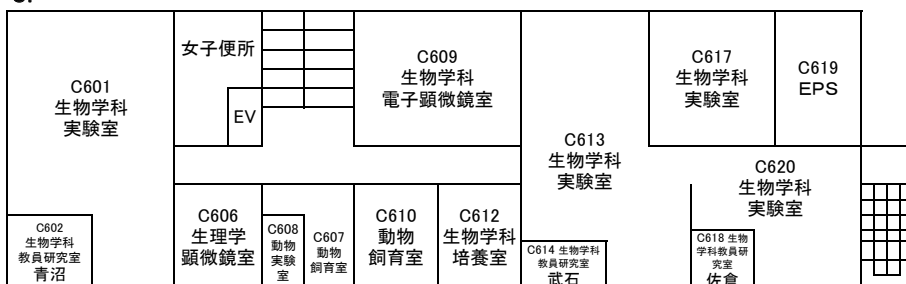 C601
生物学科
実験室
女子便所
EV
C609
生物学科
電子顕微鏡室
C613
生物学科
実験室
C617
生物学科
実験室
C619
EPS
C620
生物学科
実験室
C602
生物学科
教員研究室
青沼
C606
生理学
顕微鏡室
C608
動物
実験
室
C607
動物
飼育室
C610
動物
飼育室
C612
生物学科
培養室
C614 生物学科
教員研究室
武石
C618 生物
学科教員研
究室
佐倉